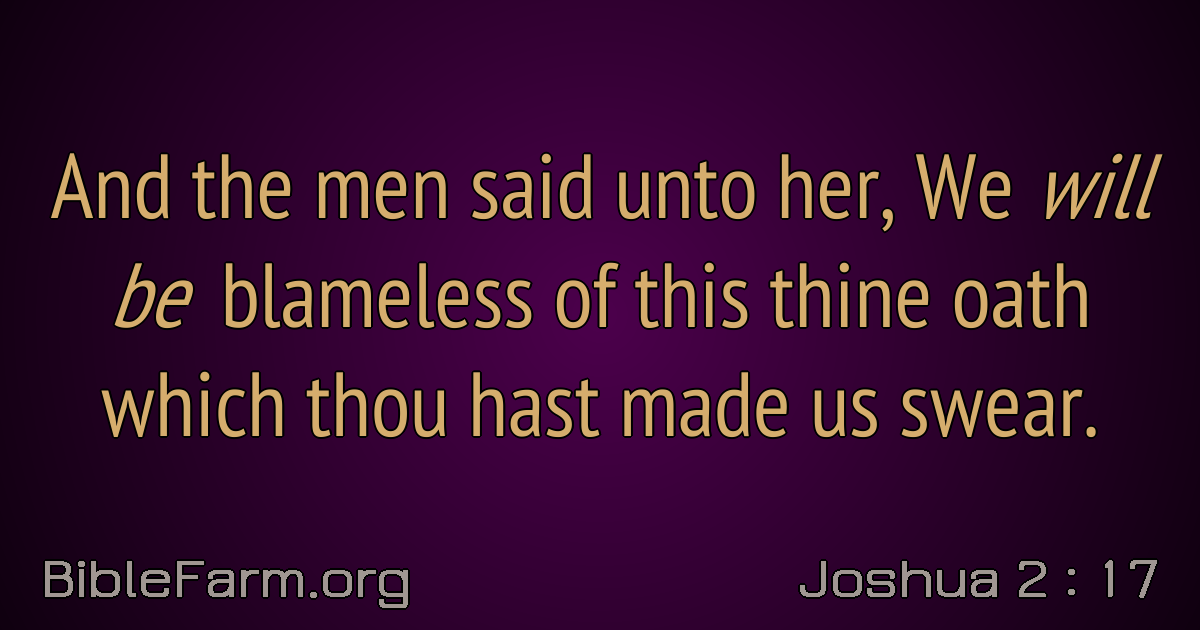 And the men said unto her, We will
be blameless of this thine oath
which thou hast made us swear.
BibleFarm.org
Joshua 2 : 17